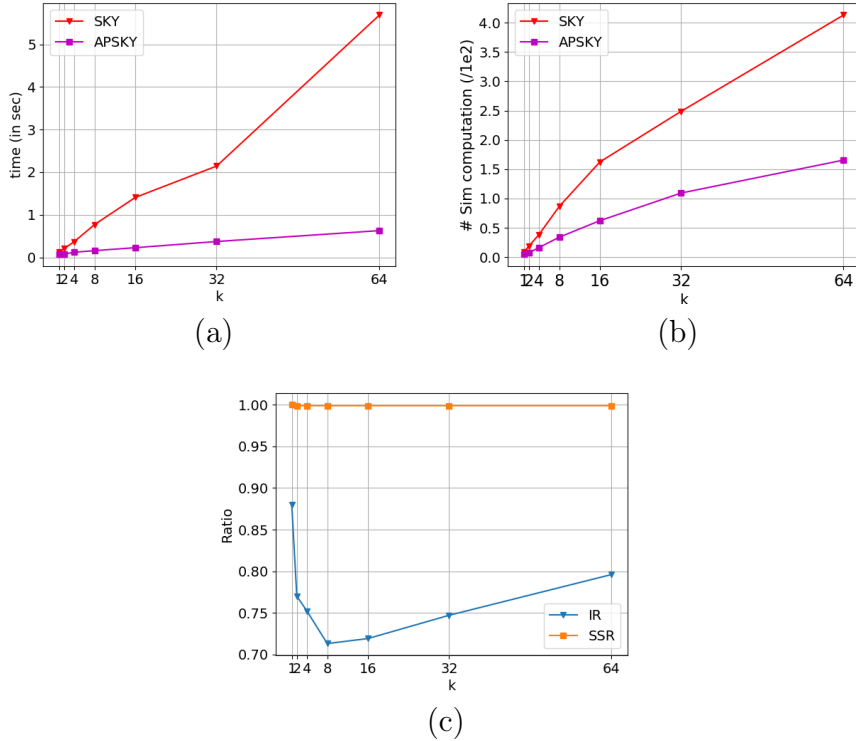 SKY
APSKY
5
4
3
2
1
0
time (in sec)
1 2 4 8 16 32 64
k
(a)
SKY
APSKY
4.0
3.5
3.0
2.5
2.0
1.5
1.0
0.5
0.0
# Sim computation (/1e2)
1 2 4 8 16 32 64
k
(b)
1.00
0.95
0.90
0.85
0.80
0.75
0.70
Ratio
IR
SSR
1 2 4 8 16 32 64
k
(c)